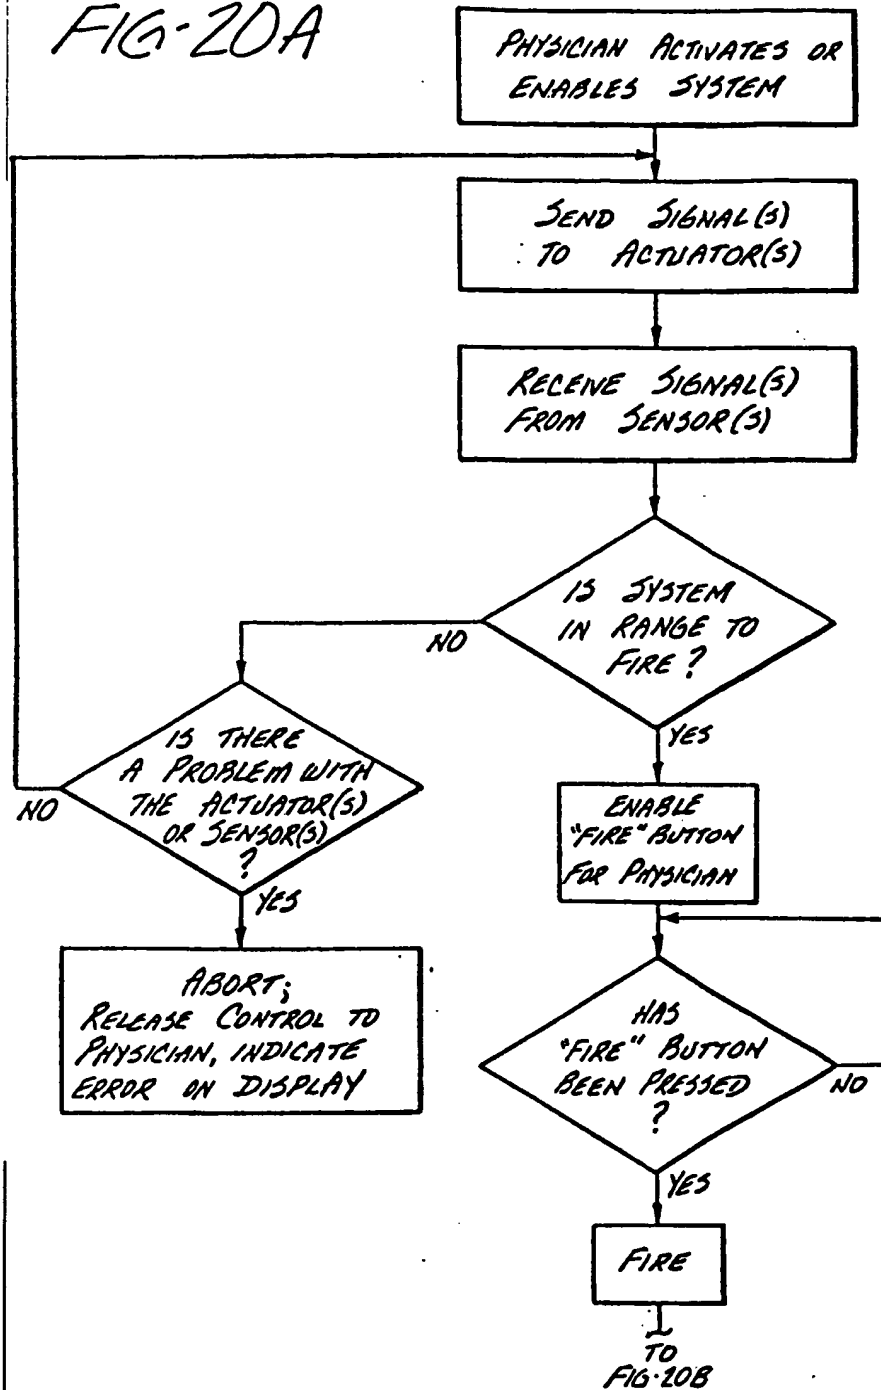 FIG-20A
PHYSICIAN ACTIVATES OR
ENABLES SYSTEM
SEND SIGNAL(S)
TO ACTUATOR(S)
RECEIVE SIGNAL(S)
FROM SENSOR(S)
IS SYSTEM
IN RANGE TO
FIRE?
NO
YES
IS THERE
A PROBLEM WITH
THE ACTUATOR(S)
OR SENSOR(S)
?
NO
YES
ABORT;
RELEASE CONTROL TO
PHYSICIAN, INDICATE
ERROR ON DISPLAY
ENABLE
"FIRE" BUTTON
FOR PHYSICIAN
HAS
"FIRE" BUTTON
BEEN PRESSED
?
NO
YES
FIRE
TO
FIG-20B